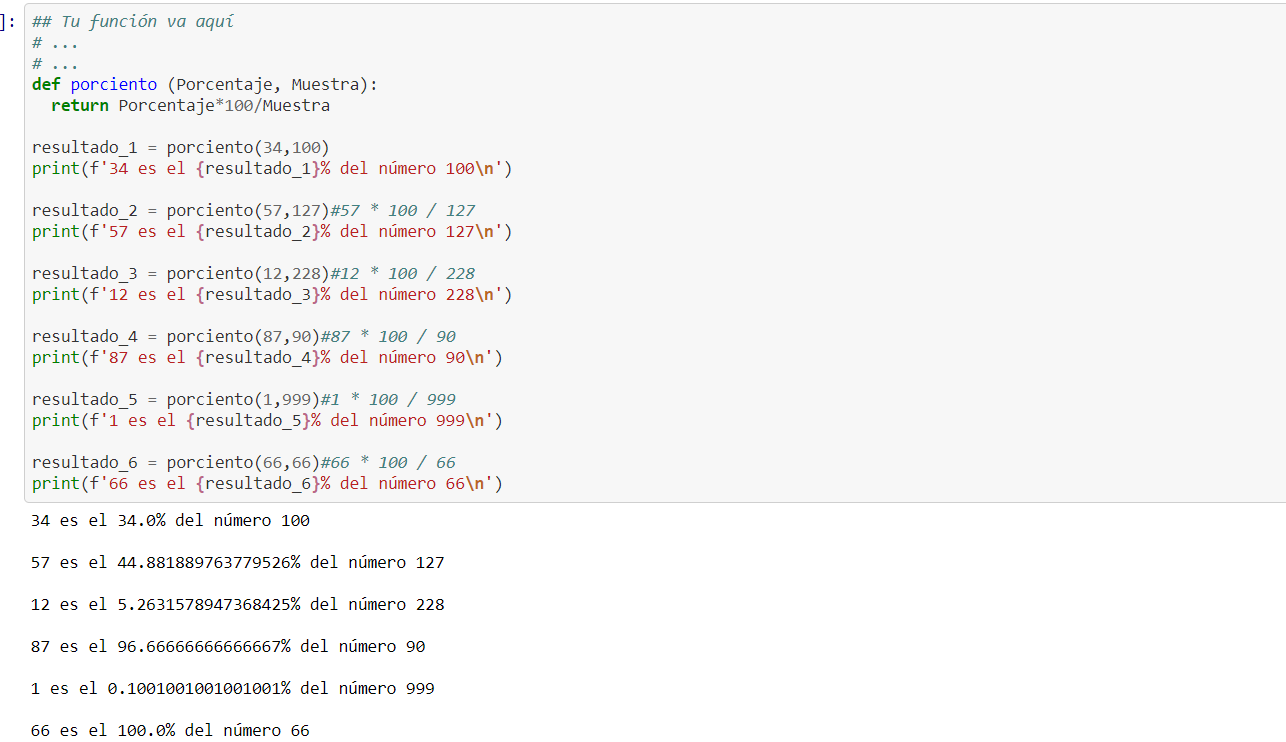 ]:
## Tu función va aquí
# ...
# ...
def porciento (Porcentaje, Muestra):
  return Porcentaje*100/Muestra

resultado_1 = porciento(34,100)
print(f'34 es el {resultado_1}% del número 100\n')

resultado_2 = porciento(57,127)#57 * 100 / 127
print(f'57 es el {resultado_2}% del número 127\n')

resultado_3 = porciento(12,228)#12 * 100 / 228
print(f'12 es el {resultado_3}% del número 228\n')

resultado_4 = porciento(87,90)#87 * 100 / 90
print(f'87 es el {resultado_4}% del número 90\n')

resultado_5 = porciento(1,999)#1 * 100 / 999
print(f'1 es el {resultado_5}% del número 999\n')

resultado_6 = porciento(66,66)#66 * 100 / 66
print(f'66 es el {resultado_6}% del número 66\n')
34 es el 34.0% del número 100

57 es el 44.881889763779526% del número 127

12 es el 5.2631578947368425% del número 228

87 es el 96.66666666666667% del número 90

1 es el 0.1001001001001001% del número 999

66 es el 100.0% del número 66